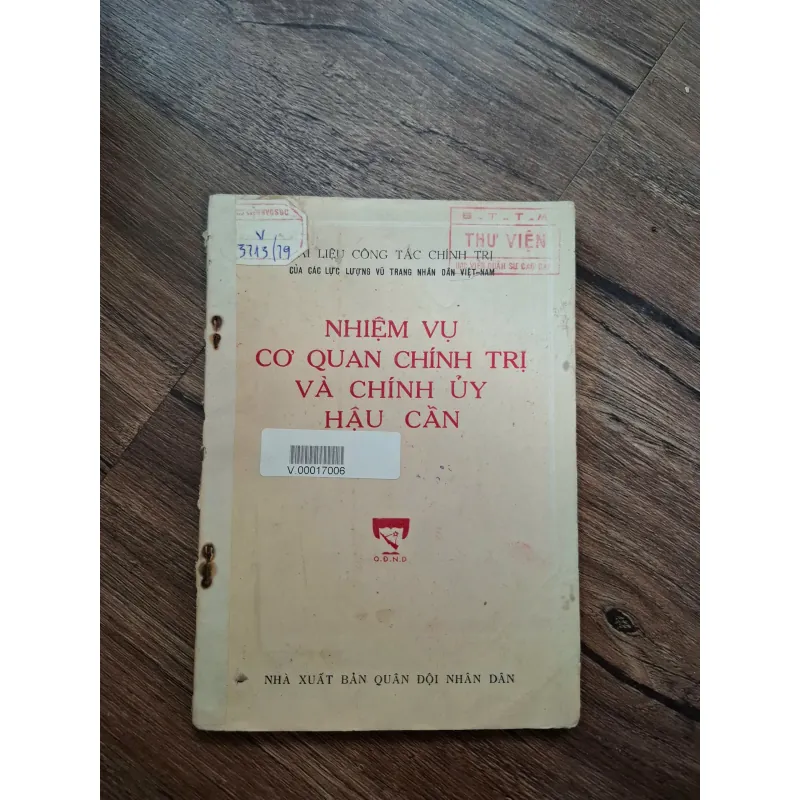 B.T.T.M
THƯ VIỆN
V
3713/79
LIỆU CÔNG TÁC CHÍNH TRỊ
CỦA CÁC LỰC LƯỢNG VŨ TRANG NHÂN DÂN VIỆT-NAM
NHIỆM VỤ
CƠ QUAN CHÍNH TRỊ
VÀ CHÍNH ỦY
HẬU CẦN
V.00017006
Q.Đ.N.D
NHÀ XUẤT BẢN QUÂN ĐỘI NHÂN DÂN